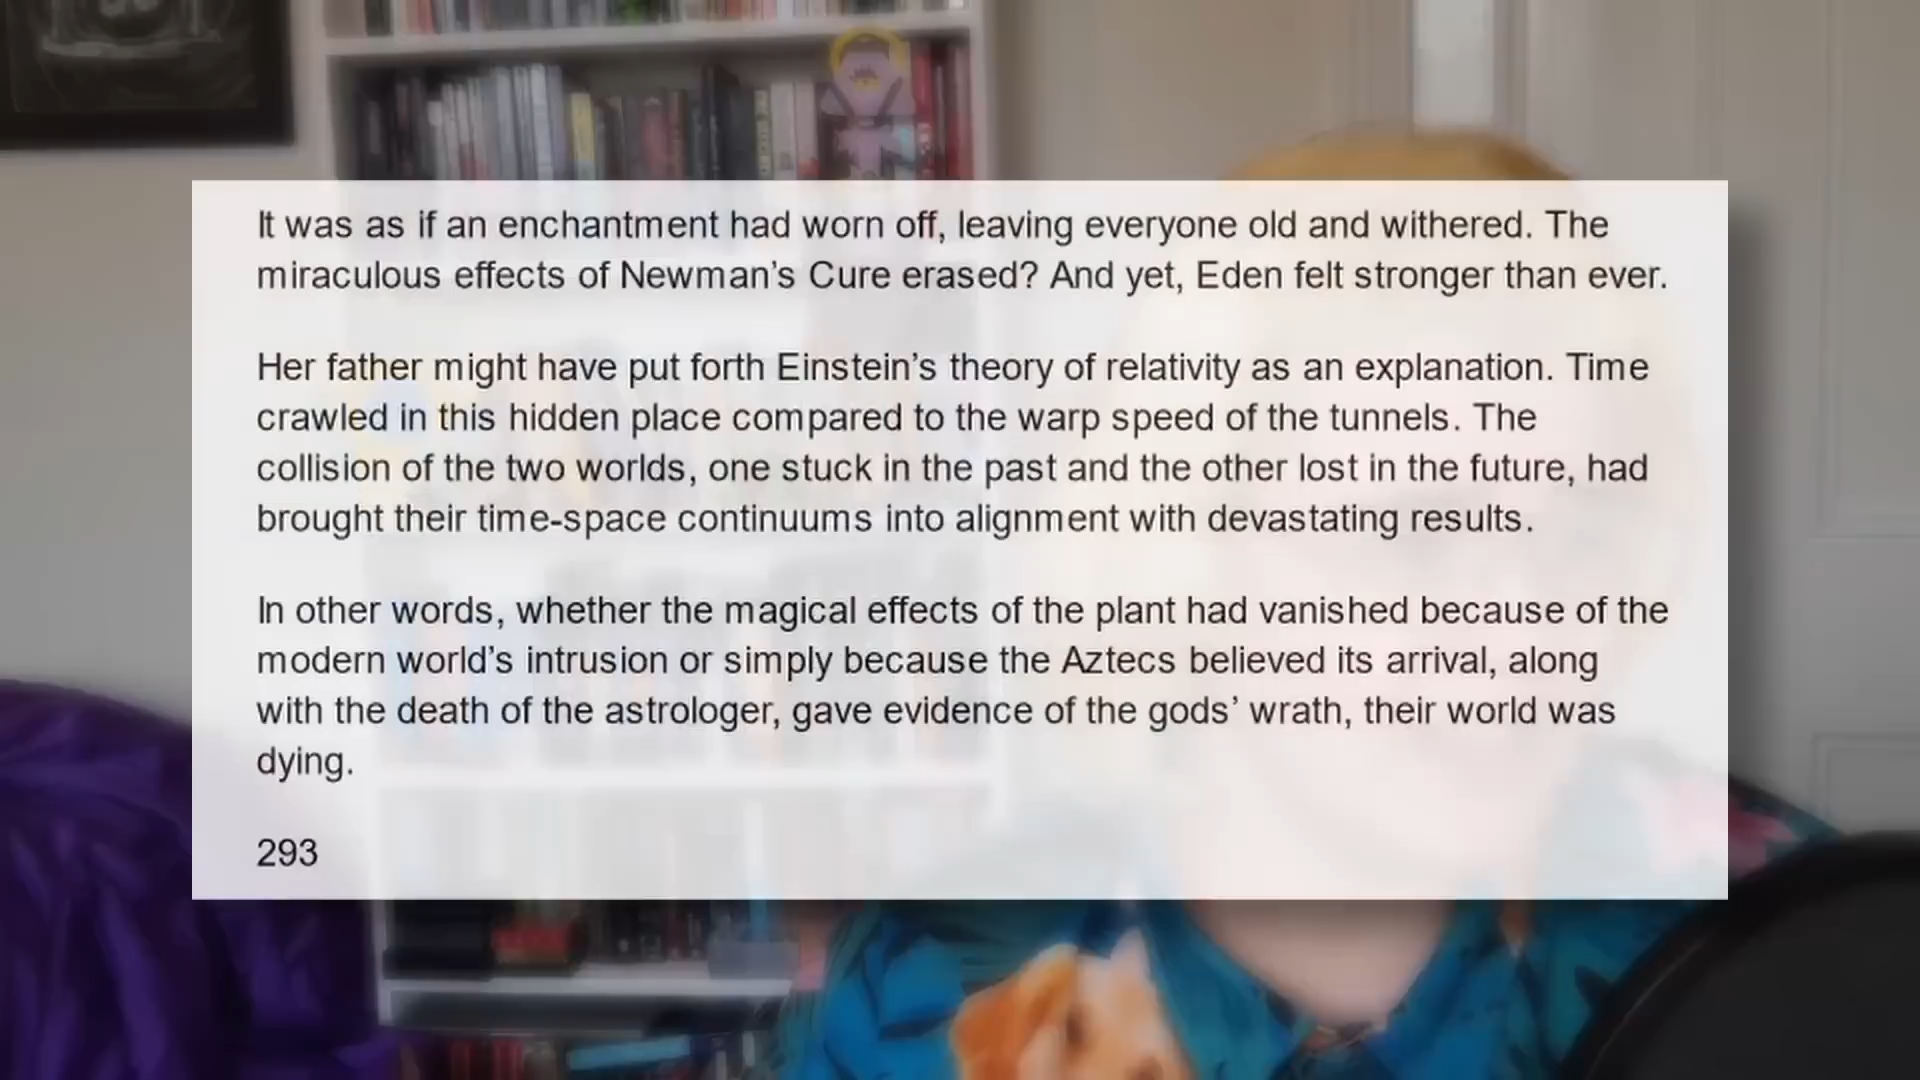 It was as if an enchantment had worn off, leaving everyone old and withered. The
miraculous effects of Newman’s Cure erased? And yet, Eden felt stronger than ever.
Her father might have put forth Einstein’s theory of relativity as an explanation. Time
crawled in this hidden place compared to the warp speed of the tunnels. The
collision of the two worlds, one stuck in the past and the other lost in the future, had
brought their time-space continuums into alignment with devastating results.
In other words, whether the magical effects of the plant had vanished because of the
modern world’s intrusion or simply because the Aztecs believed its arrival, along
with the death of the astrologer, gave evidence of the gods’ wrath, their world was
dying.
293